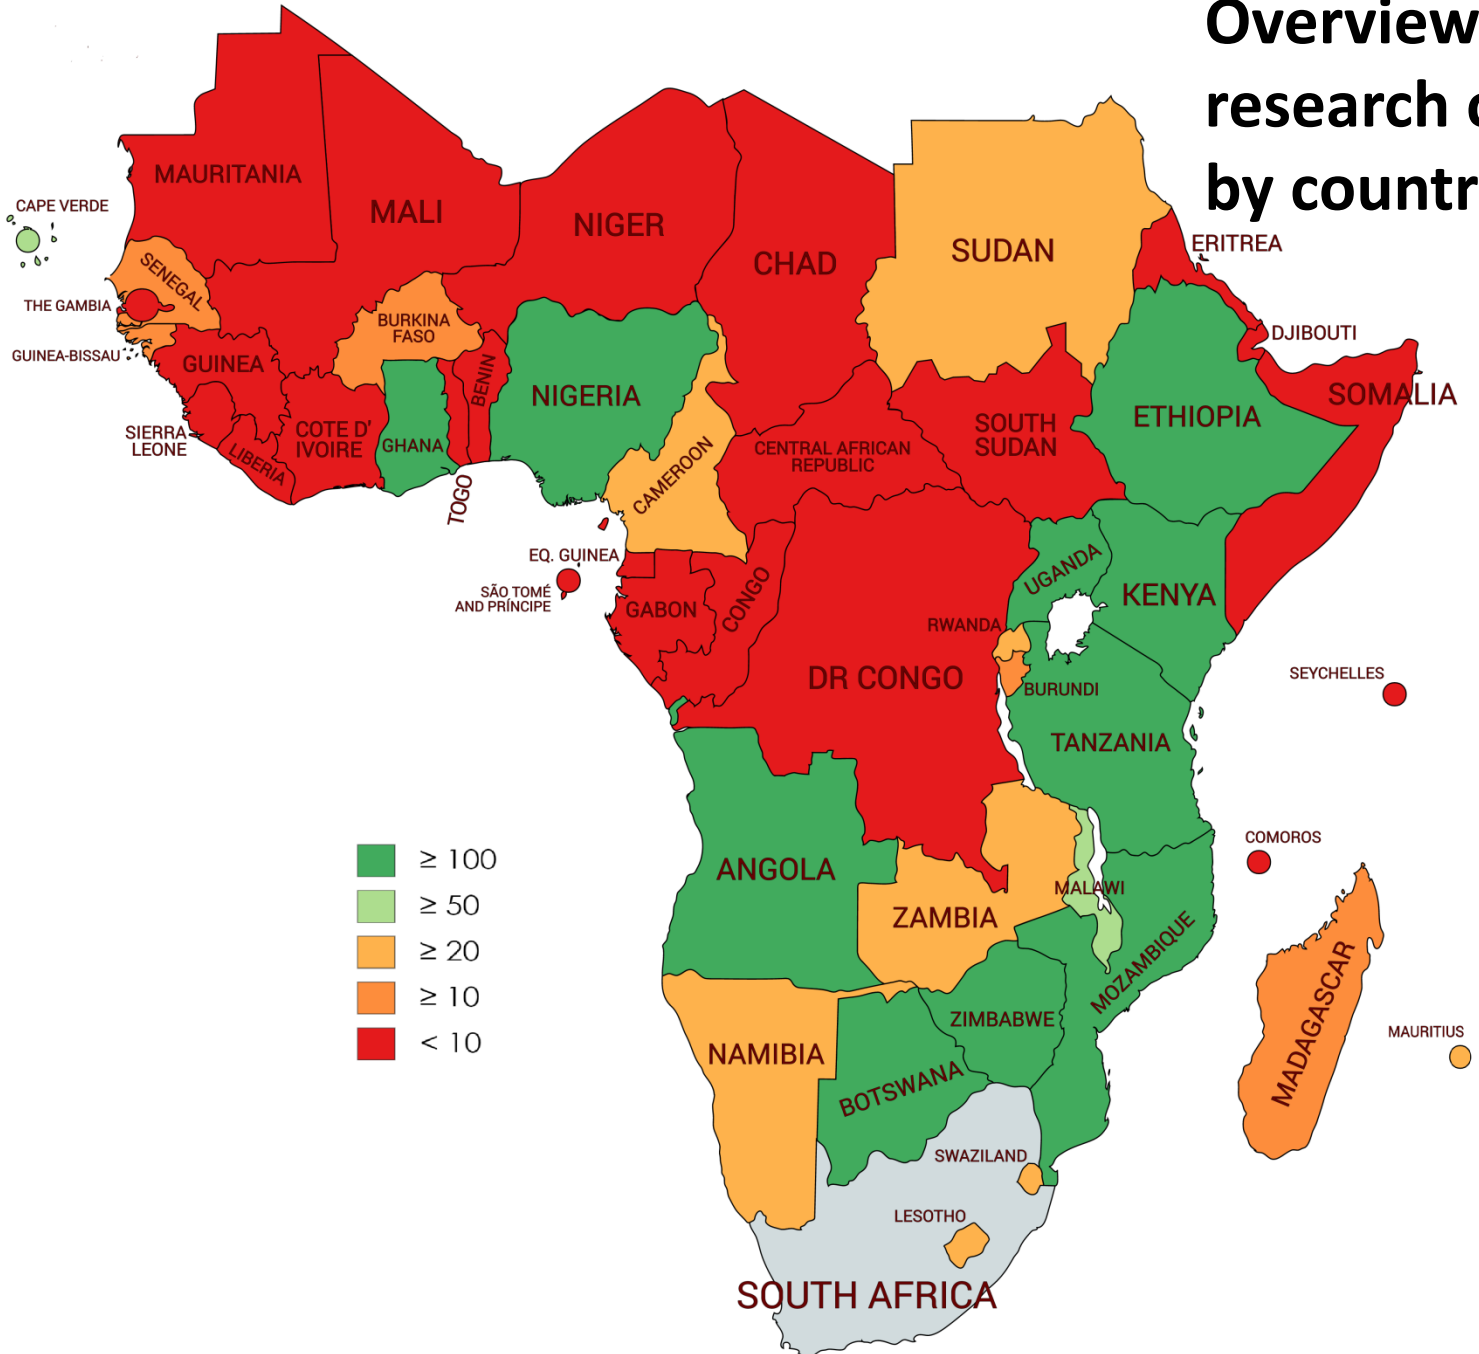 Overview
research
by countr
MAURITANIA
MALI
NIGER
CHAD
SUDAN
ERITREA
CAPE VERDE
SENEGAL
THE GAMBIA
GUINEA-BISSAU
GUINEA
BURKINA
FASO
BENIN
NIGERIA
DJIBOUTI
SOMALIA
ETHIOPIA
SOUTH
SUDAN
SIERRA
LEONE
LIBERIA
COTE D'
IVOIRE
GHANA
TOGO
CAMEROON
CENTRAL AFRICAN
REPUBLIC
EQ. GUINEA
SÃO TOMÉ
AND PRÍNCIPE
GABON
CONGO
DR CONGO
UGANDA
KENYA
RWANDA
BURUNDI
TANZANIA
SEYCHELLES
COMOROS
ANGOLA
ZAMBIA
MALAWI
MOZAMBIQUE
MADAGASCAR
MAURITIUS
≥ 100
≥ 50
≥ 20
≥ 10
< 10
NAMIBIA
ZIMBABWE
BOTSWANA
SWAZILAND
LESOTHO
SOUTH AFRICA